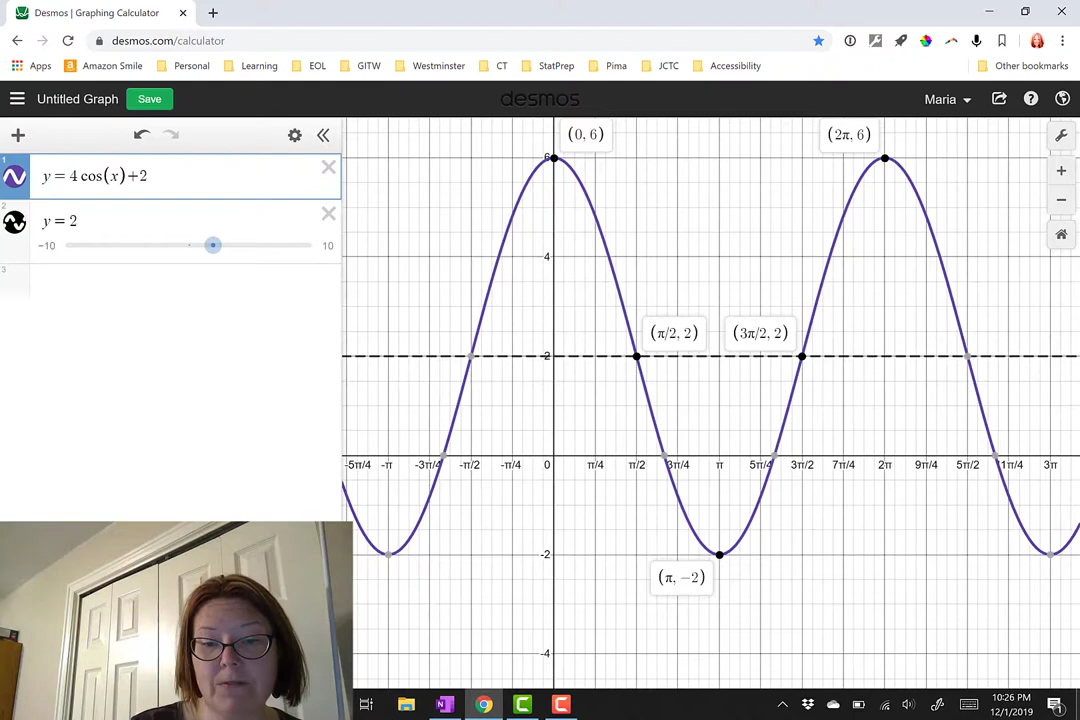 Desmos | Graphing Calculator
desmos.com/calculator
Apps Amazon Smile Personal Learning EOL GITW Westminster CT StatPrep Pima JCTC Accessibility Other bookmarks
Untitled Graph Save desmos Maria
1
y = 4 cos(x)+2
2
y = 2
-10 10
3
(0, 6) (2π, 6)
6
4
(π/2, 2) (3π/2, 2)
2
-5π/4 -π -3π/4 -π/2 -π/4 0 π/4 π/2 3π/4 π 5π/4 3π/2 7π/4 2π 9π/4 5π/2 11π/4 3π
-2
(π, −2)
-4
10:26 PM
12/1/2019
1